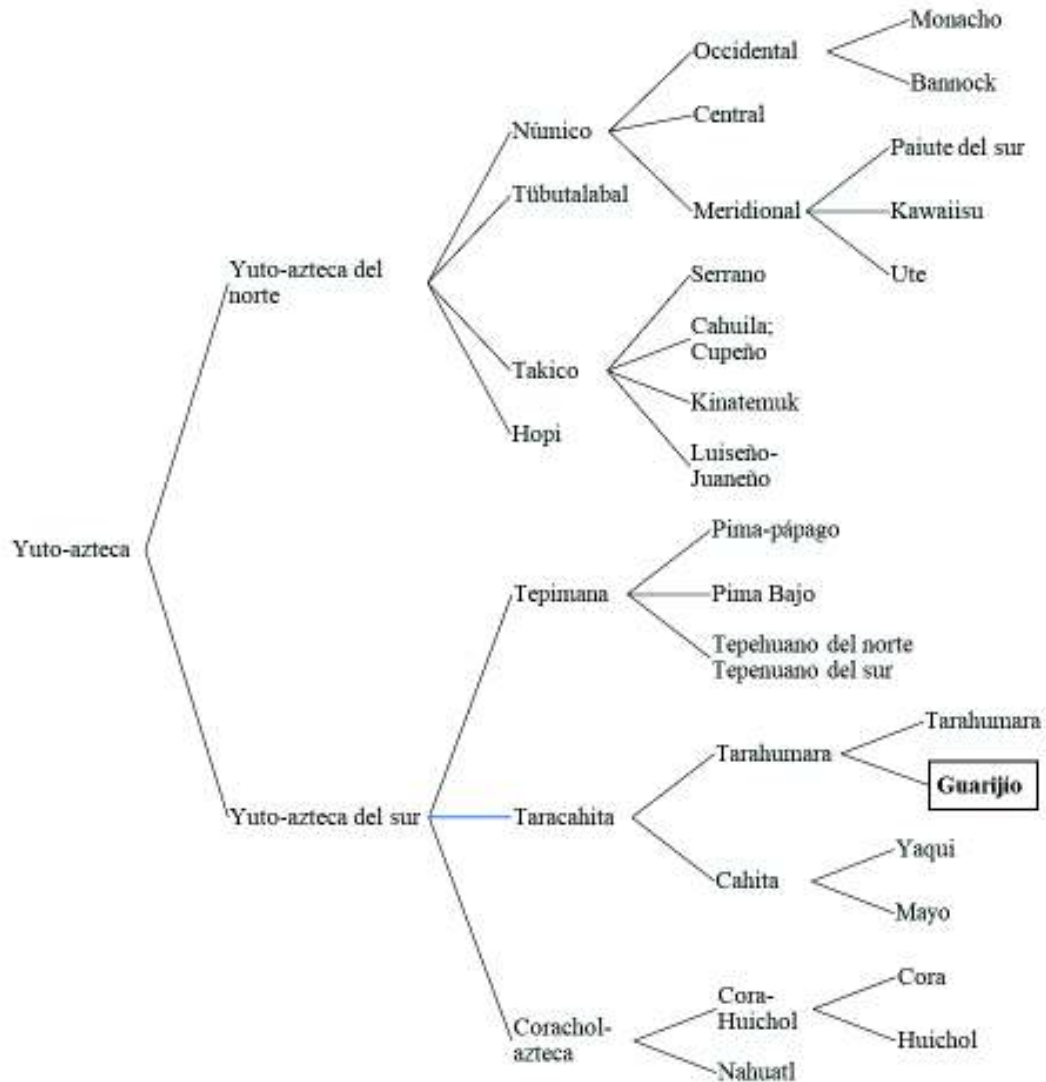 Monacho
Occidental
Bannock
Central
Númico
Paiute del sur
Tübutalabal
Meridional
Kawaiisu
Ute
Yuto-azteca del
norte
Serrano
Cahuila;
Cupeño
Takico
Kinatemuk
Hopi
Luiseño-
Juaneño
Yuto-azteca
Pima-pápago
Tepimana
Pima Bajo
Tepehuano del norte
Tepenuano del sur
Tarahumara
Tarahumara
Guarijío
Yuto-azteca del sur
Taracahita
Yaqui
Cahita
Mayo
Cora
Cora-
Huichol
Huichol
Corachol-
azteca
Nahuatl